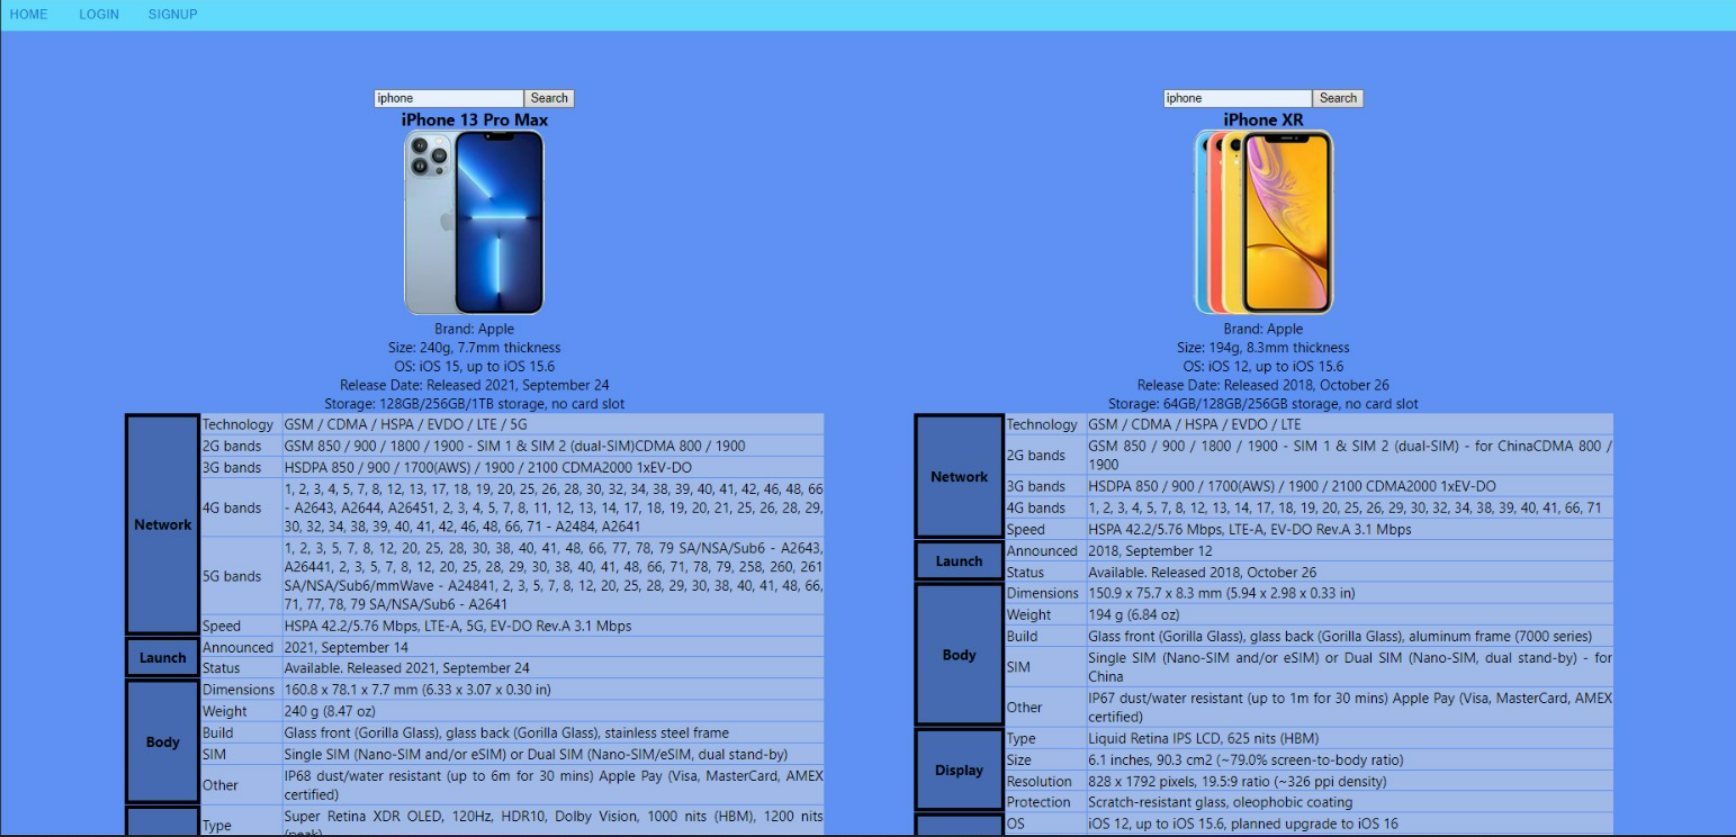 HOME LOGIN SIGNUP
iphone Search
iPhone 13 Pro Max
Brand: Apple
Size: 240g, 7.7mm thickness
OS: iOS 15, up to iOS 15.6
Release Date: Released 2021, September 24
Storage: 128GB/256GB/1TB storage, no card slot
Network
Technology GSM / CDMA / HSPA / EVDO / LTE / 5G
2G bands GSM 850 / 900 / 1800 / 1900 - SIM 1 & SIM 2 (dual-SIM)CDMA 800 / 1900
3G bands HSDPA 850 / 900 / 1700(AWS) / 1900 / 2100 CDMA2000 1xEV-DO
4G bands
1, 2, 3, 4, 5, 7, 8, 12, 13, 17, 18, 19, 20, 25, 26, 28, 30, 32, 34, 38, 39, 40, 41, 42, 46, 48, 66
- A2643, A2644, A26451, 2, 3, 4, 5, 7, 8, 11, 12, 13, 14, 17, 18, 19, 20, 21, 25, 26, 28, 29,
30, 32, 34, 38, 39, 40, 41, 42, 46, 48, 66, 71 - A2484, A2641
5G bands
1, 2, 3, 5, 7, 8, 12, 20, 25, 28, 30, 38, 40, 41, 48, 66, 77, 78, 79 SA/NSA/Sub6 - A2643,
A26441, 2, 3, 5, 7, 8, 12, 20, 25, 28, 29, 30, 38, 40, 41, 48, 66, 71, 78, 79, 258, 260, 261
SA/NSA/Sub6/mmWave - A24841, 2, 3, 5, 7, 8, 12, 20, 25, 28, 29, 30, 38, 40, 41, 48, 66,
71, 77, 78, 79 SA/NSA/Sub6 - A2641
Speed HSPA 42.2/5.76 Mbps, LTE-A, 5G, EV-DO Rev.A 3.1 Mbps
Launch
Announced 2021, September 14
Status Available. Released 2021, September 24
Body
Dimensions 160.8 x 78.1 x 7.7 mm (6.33 x 3.07 x 0.30 in)
Weight 240 g (8.47 oz)
Build Glass front (Gorilla Glass), glass back (Gorilla Glass), stainless steel frame
SIM Single SIM (Nano-SIM and/or eSIM) or Dual SIM (Nano-SIM/eSIM, dual stand-by)
Other
IP68 dust/water resistant (up to 6m for 30 mins) Apple Pay (Visa, MasterCard, AMEX
certified)
Type
Super Retina XDR OLED, 120Hz, HDR10, Dolby Vision, 1000 nits (HBM), 1200 nits
(peak)
iphone Search
iPhone XR
Brand: Apple
Size: 194g, 8.3mm thickness
OS: iOS 12, up to iOS 15.6
Release Date: Released 2018, October 26
Storage: 64GB/128GB/256GB storage, no card slot
Network
Technology GSM / CDMA / HSPA / EVDO / LTE
2G bands
GSM 850 / 900 / 1800 / 1900 - SIM 1 & SIM 2 (dual-SIM) - for ChinaCDMA 800 /
1900
3G bands HSDPA 850 / 900 / 1700(AWS) / 1900 / 2100 CDMA2000 1xEV-DO
4G bands 1, 2, 3, 4, 5, 7, 8, 12, 13, 14, 17, 18, 19, 20, 25, 26, 29, 30, 32, 34, 38, 39, 40, 41, 66, 71
Speed HSPA 42.2/5.76 Mbps, LTE-A, EV-DO Rev.A 3.1 Mbps
Launch
Announced 2018, September 12
Status Available. Released 2018, October 26
Body
Dimensions 150.9 x 75.7 x 8.3 mm (5.94 x 2.98 x 0.33 in)
Weight 194 g (6.84 oz)
Build Glass front (Gorilla Glass), glass back (Gorilla Glass), aluminum frame (7000 series)
SIM
Single SIM (Nano-SIM and/or eSIM) or Dual SIM (Nano-SIM, dual stand-by) - for
China
Other
IP67 dust/water resistant (up to 1m for 30 mins) Apple Pay (Visa, MasterCard, AMEX
certified)
Display
Type Liquid Retina IPS LCD, 625 nits (HBM)
Size 6.1 inches, 90.3 cm2 (~79.0% screen-to-body ratio)
Resolution 828 x 1792 pixels, 19.5:9 ratio (~326 ppi density)
Protection Scratch-resistant glass, oleophobic coating
OS iOS 12, up to iOS 15.6, planned upgrade to iOS 16